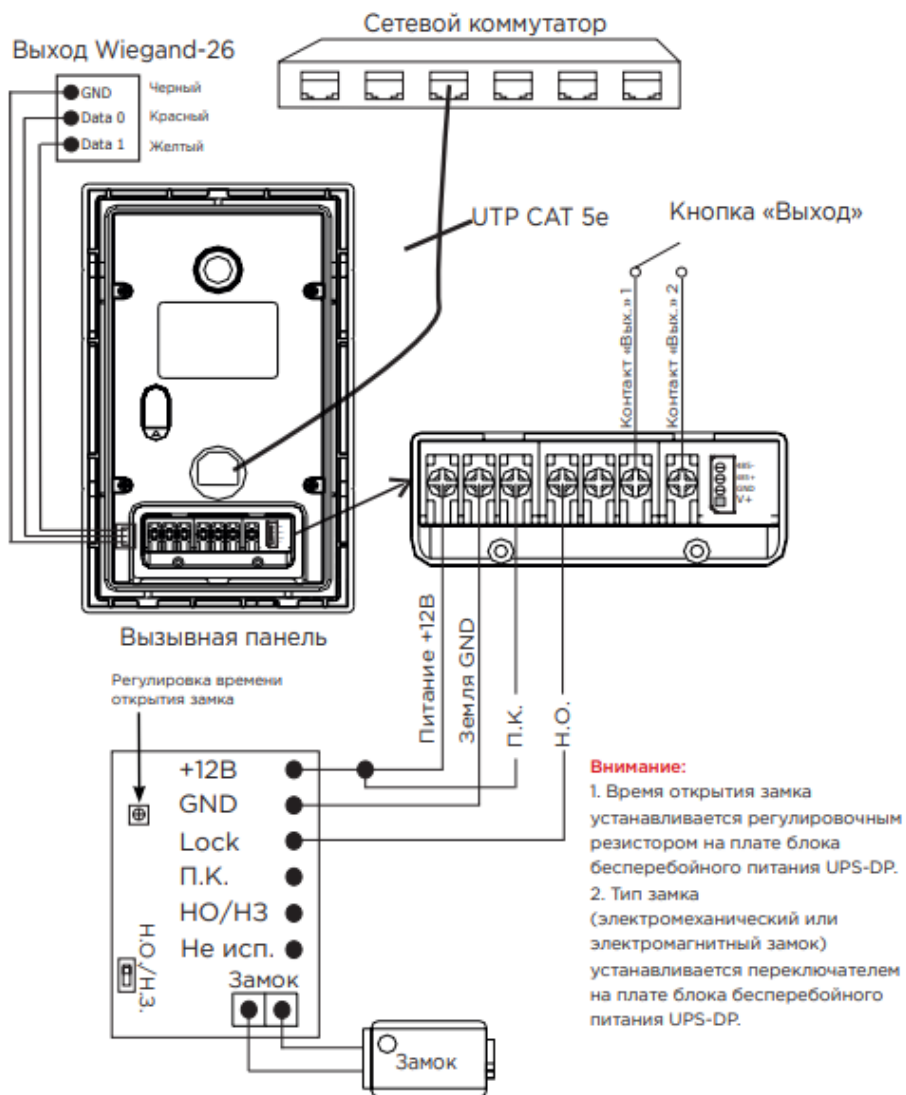 Сетевой коммутатор
Выход Wiegand-26
GND Черный
Data 0 Красный
Data 1 Желтый
UTP CAT 5e
Кнопка «Выход»
Контакт «Вых.» 1
Контакт «Вых.» 2
485-
485+
GND
V+
Вызывная панель
Регулировка времени
открытия замка
Питание +12В
Земля GND
П.К.
Н.О.
+12В
GND
Lock
П.К.
НО/НЗ
Не исп.
Н.О./Н.З.
Замок
Замок
Внимание:
1. Время открытия замка
устанавливается регулировочным
резистором на плате блока
бесперебойного питания UPS-DP.
2. Тип замка
(электромеханический или
электромагнитный замок)
устанавливается переключателем
на плате блока бесперебойного
питания UPS-DP.